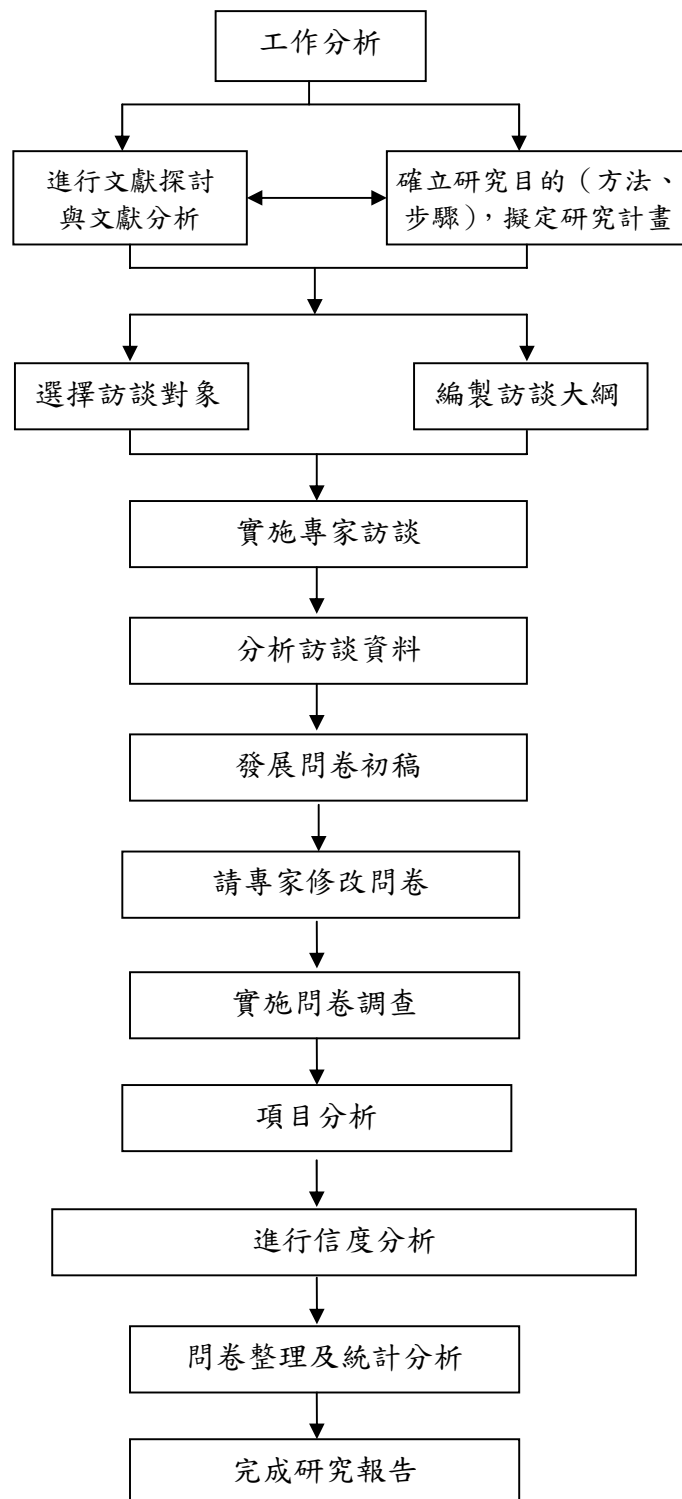 工作分析
進行文獻探討
與文獻分析
確立研究目的（方法、
步驟），擬定研究計畫
選擇訪談對象
編製訪談大綱
實施專家訪談
分析訪談資料
發展問卷初稿
請專家修改問卷
實施問卷調查
項目分析
進行信度分析
問卷整理及統計分析
完成研究報告